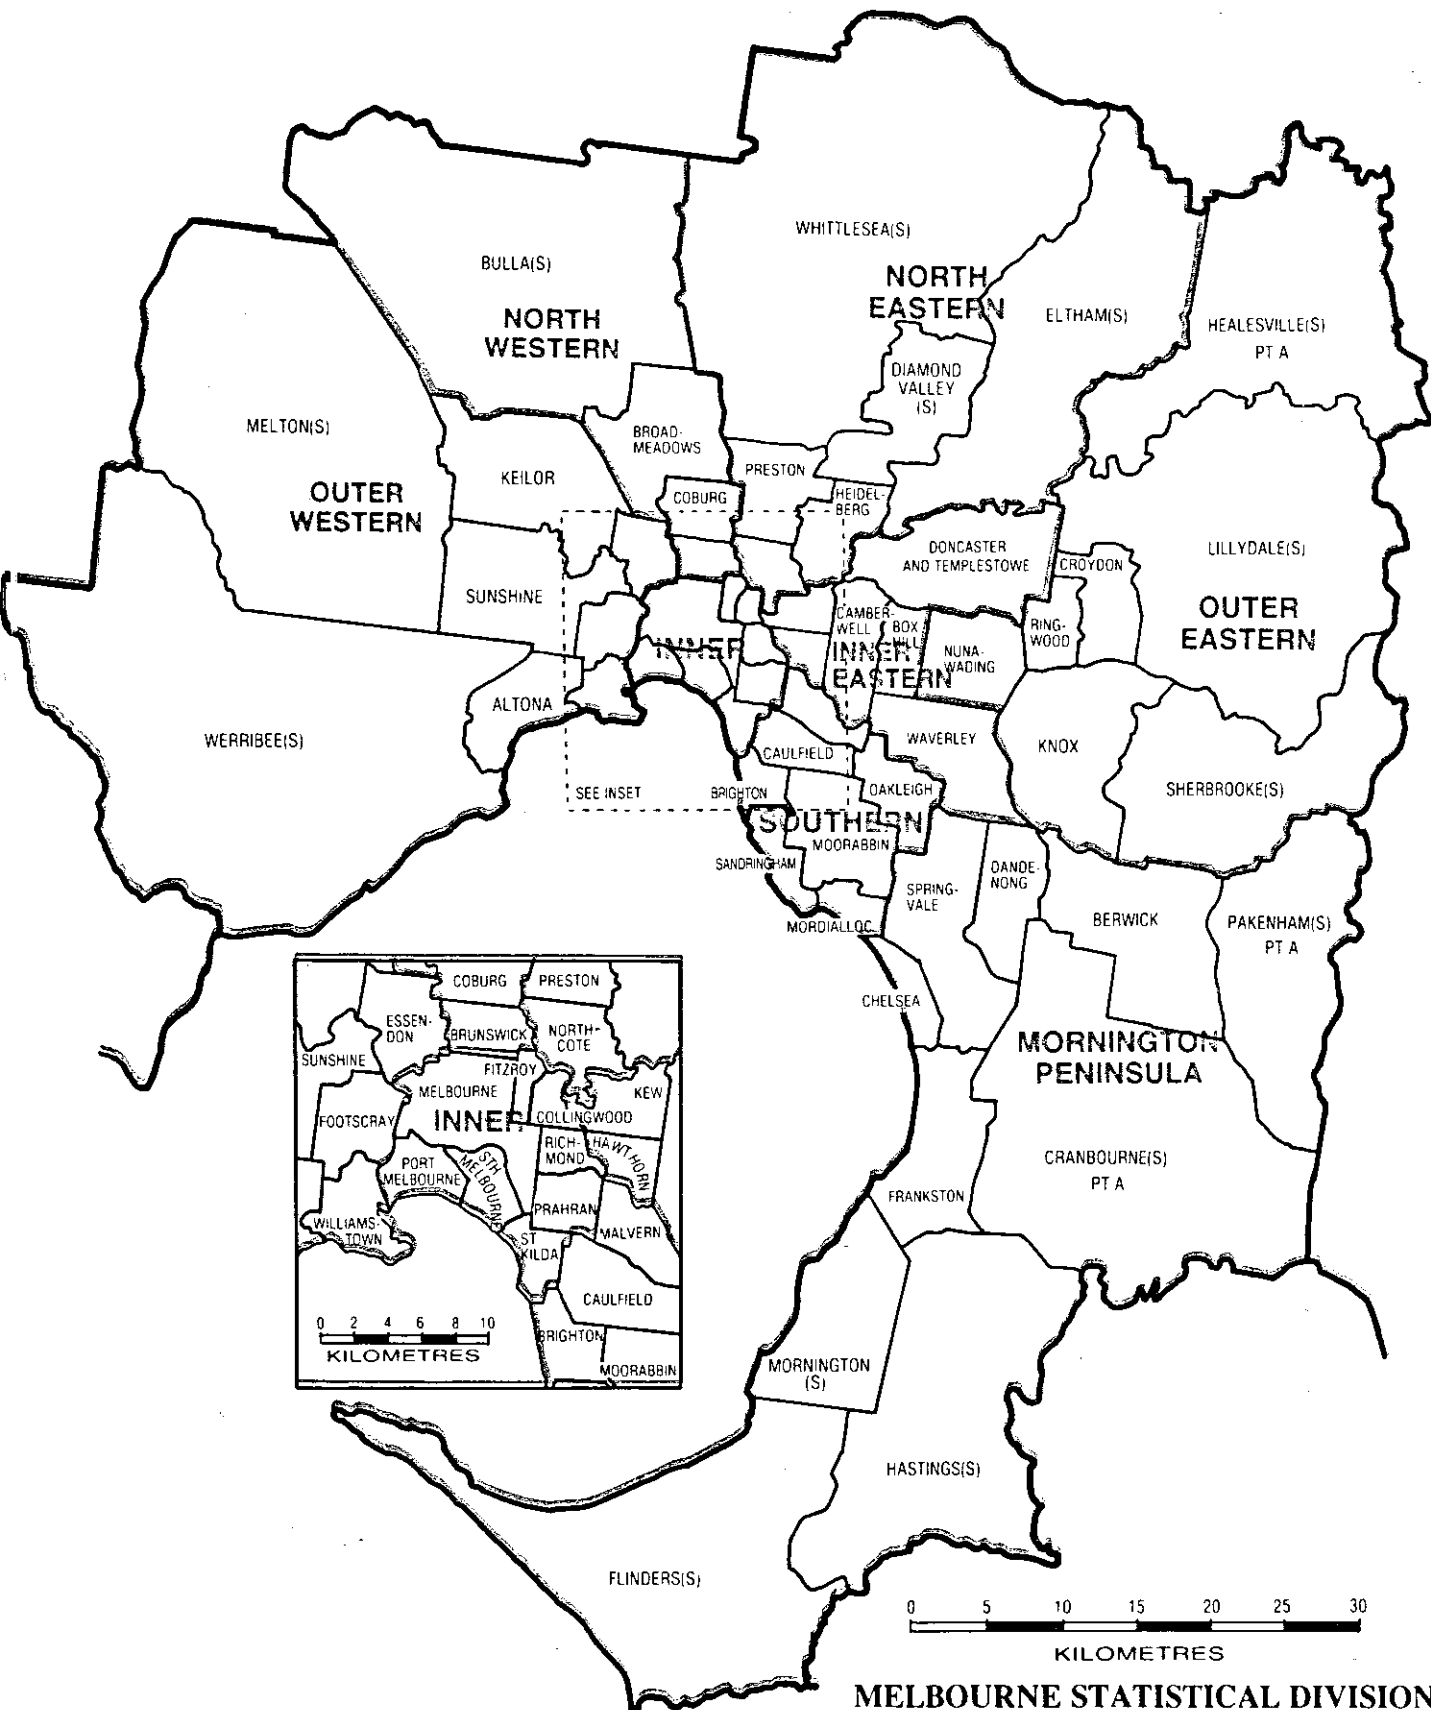 WHITTLESEA(S)
BULLA(S)
NORTH
EASTERN
ELTHAM(S)
HEALESVILLE(S)
PT A
NORTH
WESTERN
DIAMOND
VALLEY
(S)
MELTON(S)
BROAD-
MEADOWS
PRESTON
KEILOR
OUTER
WESTERN
COBURG
HEIDEL-
BERG
DONCASTER
AND TEMPLESTOWE
CROYDON
LILLYDALE(S)
SUNSHINE
CAMBER-
WELL
BOX
HILL
RING-
WOOD
OUTER
EASTERN
INNER
INNER
EASTERN
NUNA-
WADING
ALTONA
WERRIBEE(S)
CAULFIELD
WAVERLEY
KNOX
SEE INSET
BRIGHTON
OAKLEIGH
SHERBROOKE(S)
SOUTHERN
MOORABBIN
SANDRINGHAM
SPRING-
VALE
DANDE-
NONG
MORDIALLOC
BERWICK
PAKENHAM(S)
PT A
CHELSEA
MORNINGTON
PENINSULA
CRANBOURNE(S)
PT A
FRANKSTON
MORNINGTON
(S)
HASTINGS(S)
FLINDERS(S)
COBURG
PRESTON
ESSEN-
DON
BRUNSWICK
NORTH-
COTE
SUNSHINE
FITZROY
MELBOURNE
KEW
FOOTSCRAY
INNER
COLLINGWOOD
RICH-
MOND
HAWTHORN
PORT
MELBOURNE
STH
MELBOURNE
PRAHRAN
WILLIAMS-
TOWN
ST
KILDA
MALVERN
CAULFIELD
0 2 4 6 8 10
KILOMETRES
BRIGHTON
MOORABBIN
0 5 10 15 20 25 30
KILOMETRES
MELBOURNE STATISTICAL DIVISION